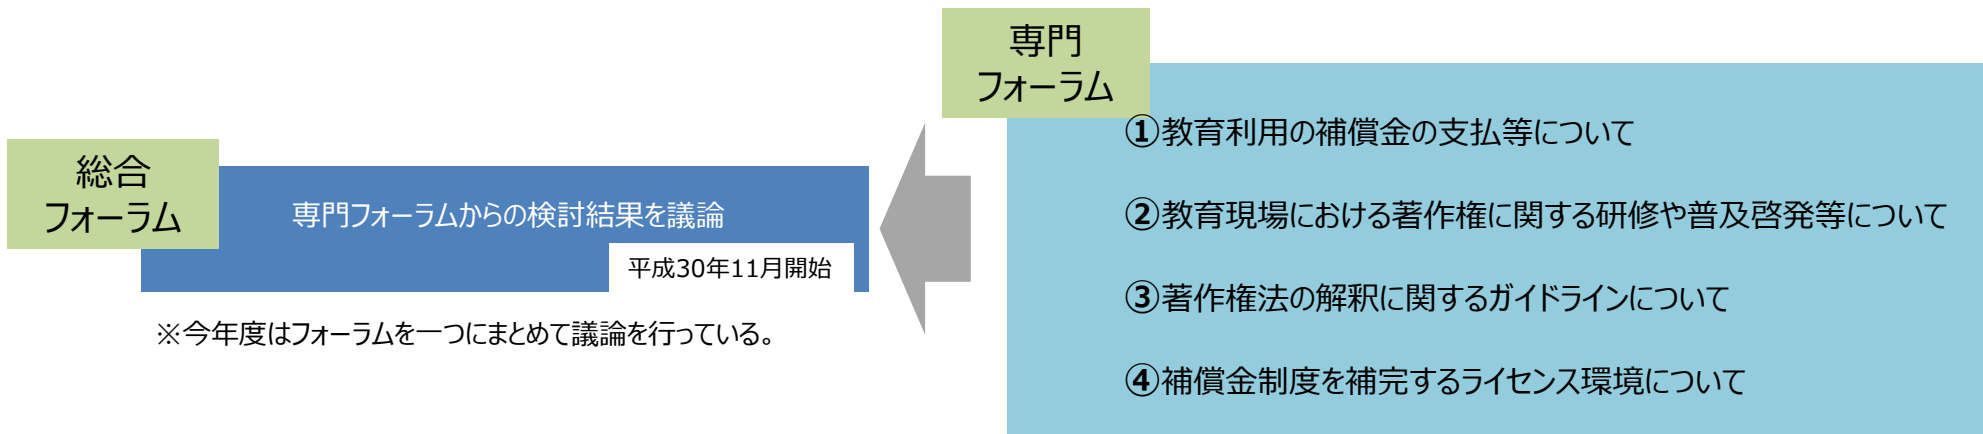 専門
フォーラム
①教育利用の補償金の支払等について
②教育現場における著作権に関する研修や普及啓発等について
③著作権法の解釈に関するガイドラインについて
④補償金制度を補完するライセンス環境について
総合
フォーラム
専門フォーラムからの検討結果を議論
平成30年11月開始
※今年度はフォーラムを一つにまとめて議論を行っている。